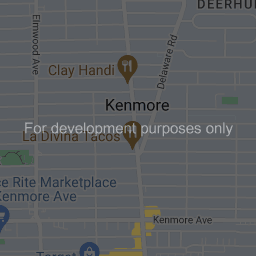 DEERHU
Elmwood Ave
Delaware Rd
Clay Handi
Kenmore
For development purposes only
La Divina Tacos
ce Rite Marketplace
Kenmore Ave
Kenmore Ave
Target